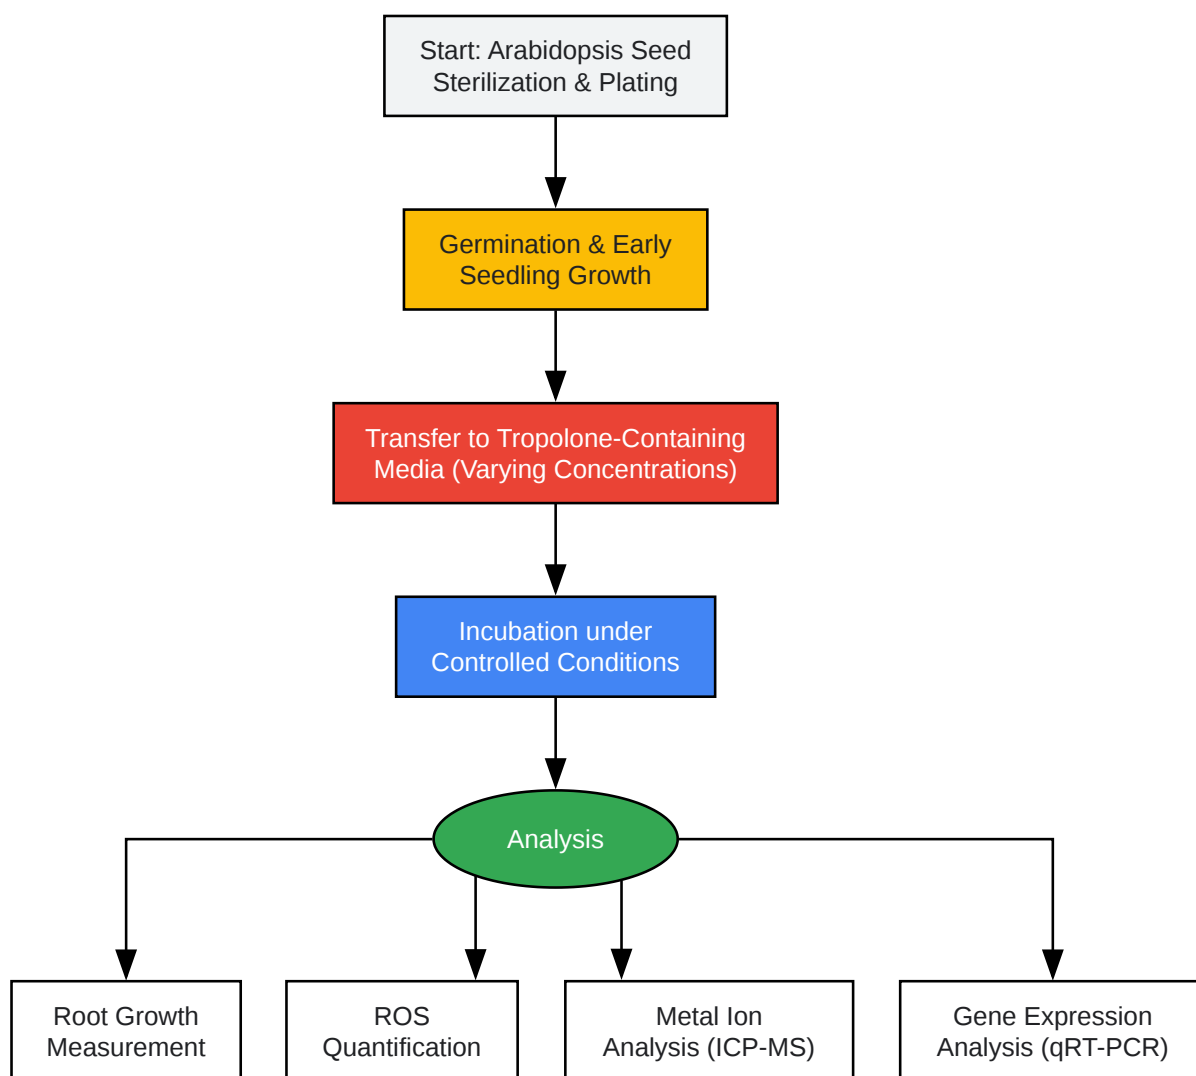 Start: Arabidopsis Seed
Sterilization & Plating
Germination & Early
Seedling Growth
Transfer to Tropolone-Containing
Media (Varying Concentrations)
Incubation under
Controlled Conditions
Analysis
Root Growth
Measurement
ROS
Quantification
Metal Ion
Analysis (ICP-MS)
Gene Expression
Analysis (qRT-PCR)